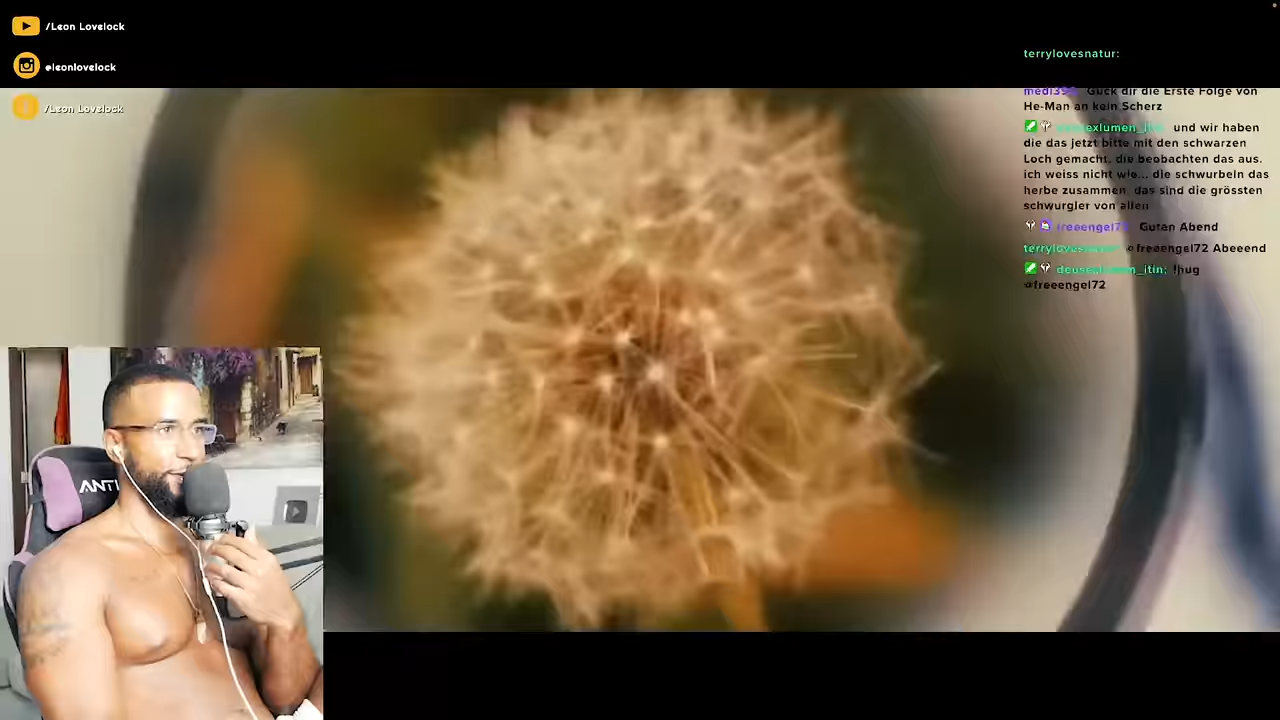 /Leon Lovelock
@leonlovelock
/Leon Lovelock
terrylovesnatur:
Guck dir die Erste Folge von
He-Man an kein Scherz
und wir haben
die das jetzt bitte mit den schwarzen
Loch gemacht. die beobachten das aus.
ich weiss nicht wie... die schwurbeln das
herbe zusammen. das sind die grössten
schwurgler von allen
freeengel72 Guten Abend
@freeengel72 Abeeend
!hug
@freeengel72
ANTI